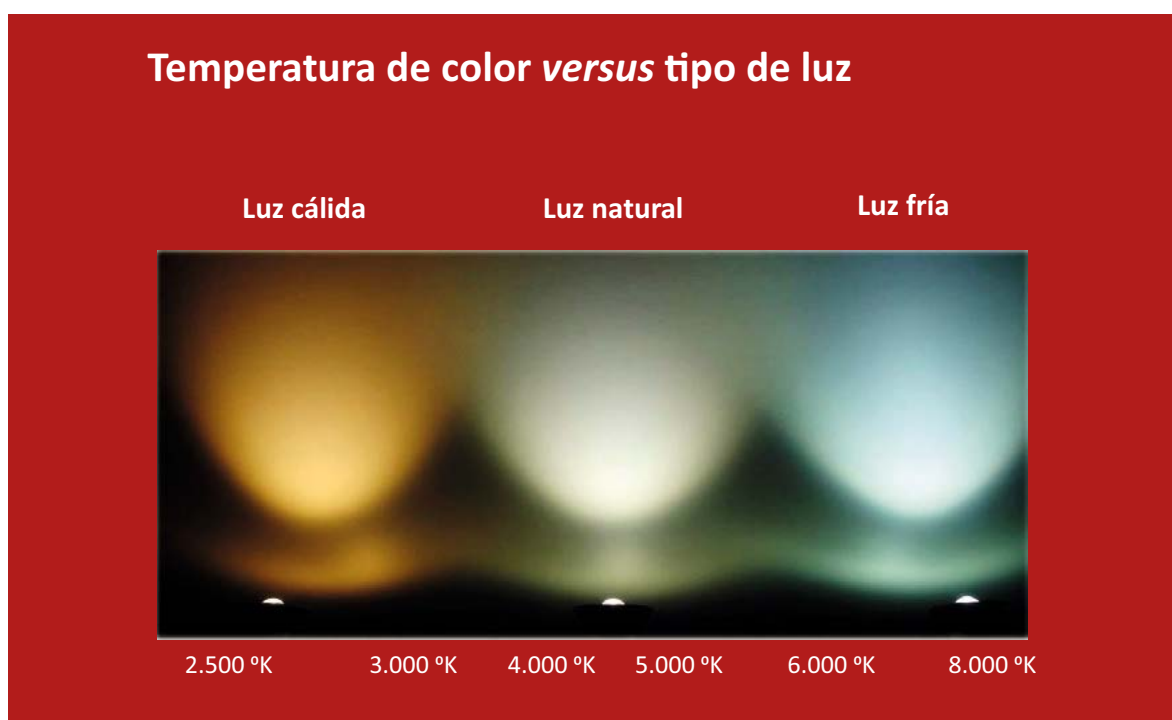 Temperatura de color versus tipo de luz
Luz cálida Luz natural Luz fría
2.500 ºK 3.000 ºK 4.000 ºK 5.000 ºK 6.000 ºK 8.000 ºK